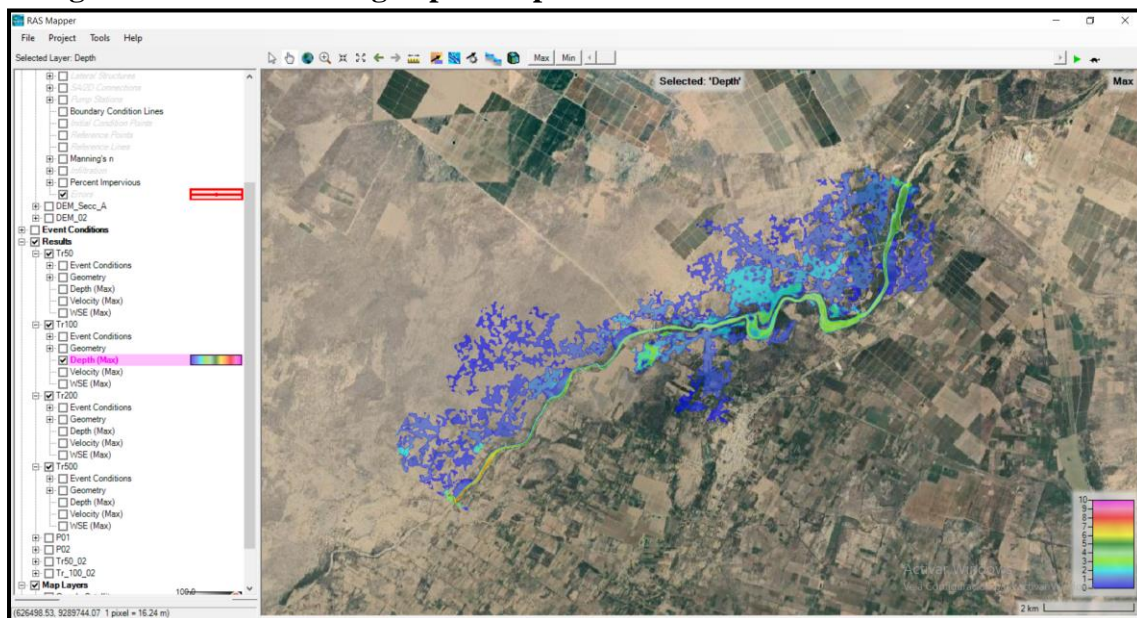 RAS Mapper
File Project Tools Help
Selected Layer: Depth
Max Min
Lateral Structures
SA/2D Connections
Pump Stations
Boundary Condition Lines
Initial Condition Points
Reference Points
Reference Lines
Manning's n
Infiltration
Percent Impervious
Errors
DEM_Secc_A
DEM_02
Event Conditions
Results
Tr50
Event Conditions
Geometry
Depth (Max)
Velocity (Max)
WSE (Max)
Tr100
Event Conditions
Geometry
Depth (Max)
Velocity (Max)
WSE (Max)
Tr200
Event Conditions
Geometry
Depth (Max)
Velocity (Max)
WSE (Max)
Tr500
Event Conditions
Geometry
Depth (Max)
Velocity (Max)
WSE (Max)
P01
P02
Tr50_02
Tr_100_02
Map Layers
100.0
(626498.53, 9289744.07 1 pixel = 16.24 m)
Selected: 'Depth'
Max
10
9
8
7
6
5
4
3
2
1
0
Activar Windows
2 km